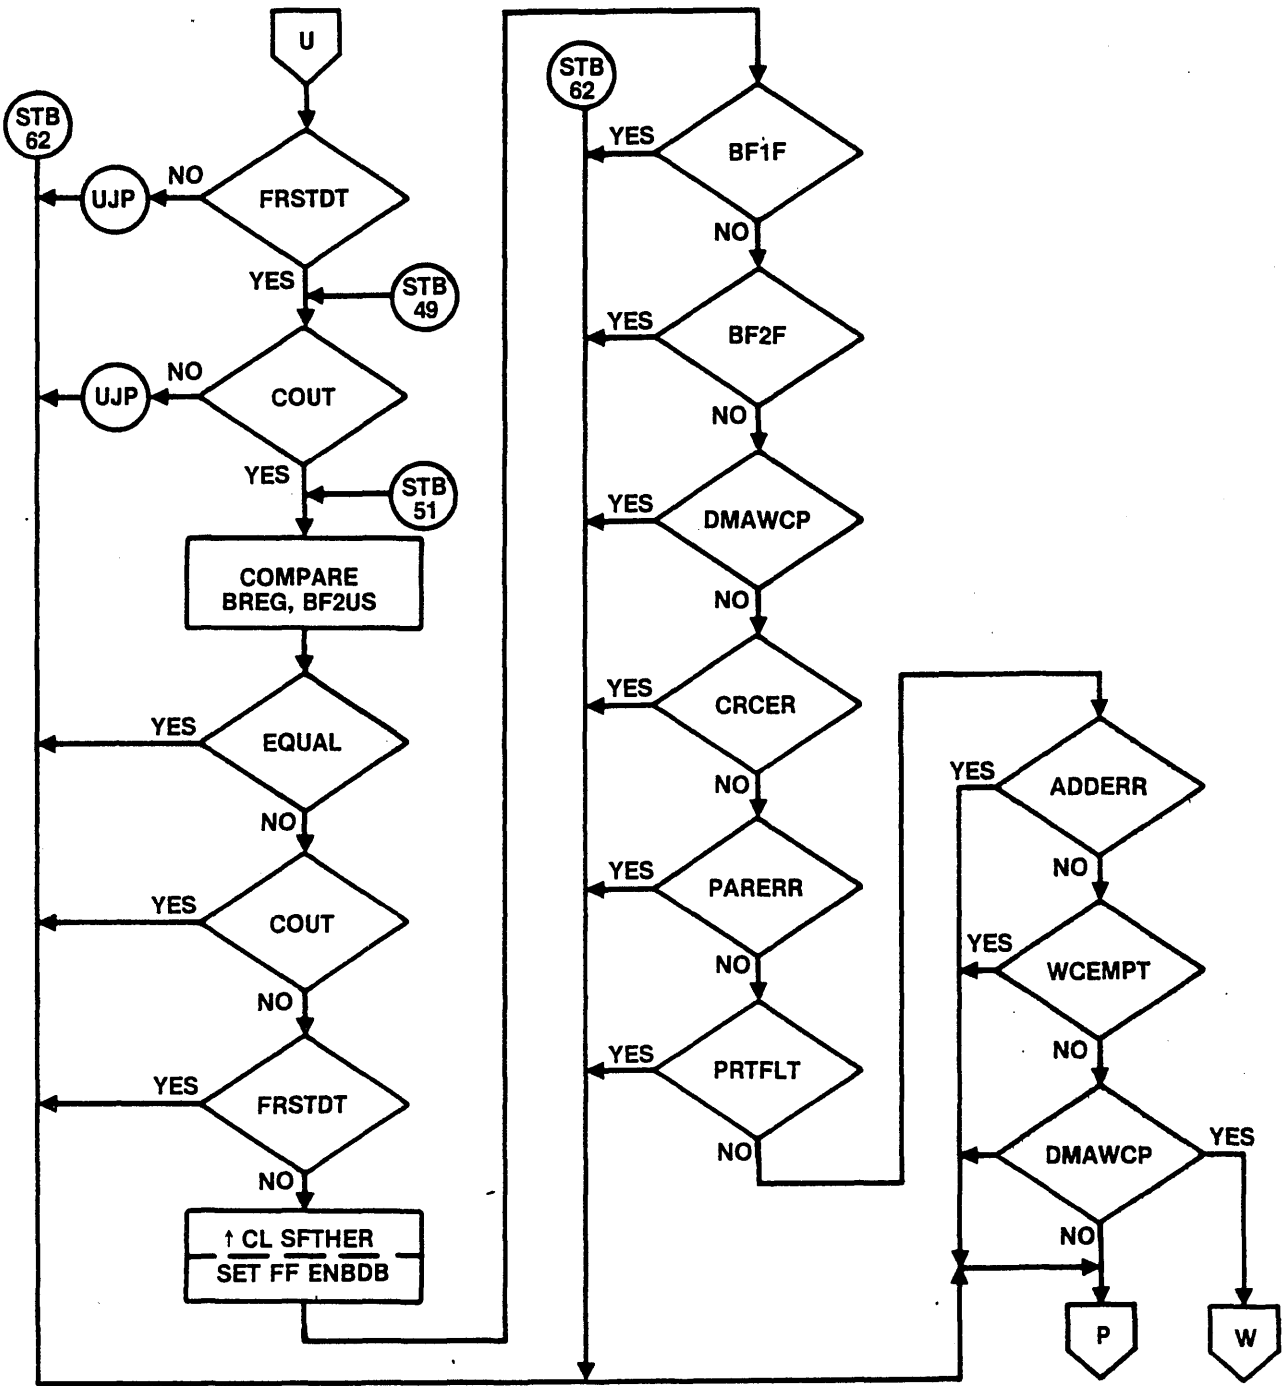 U
STB
62
UJP
NO
FRSTDT
YES
STB
49
UJP
NO
COUT
YES
STB
51
COMPARE
BREG, BF2US
YES
EQUAL
NO
YES
COUT
NO
YES
FRSTDT
NO
↑ CL SFTHER
SET FF ENBDB
STB
62
YES
BF1F
NO
YES
BF2F
NO
YES
DMAWCP
NO
YES
CRCER
NO
YES
PARERR
NO
YES
PRTFLT
NO
YES
ADDERR
NO
YES
WCEMPT
NO
DMAWCP
YES
NO
P
W